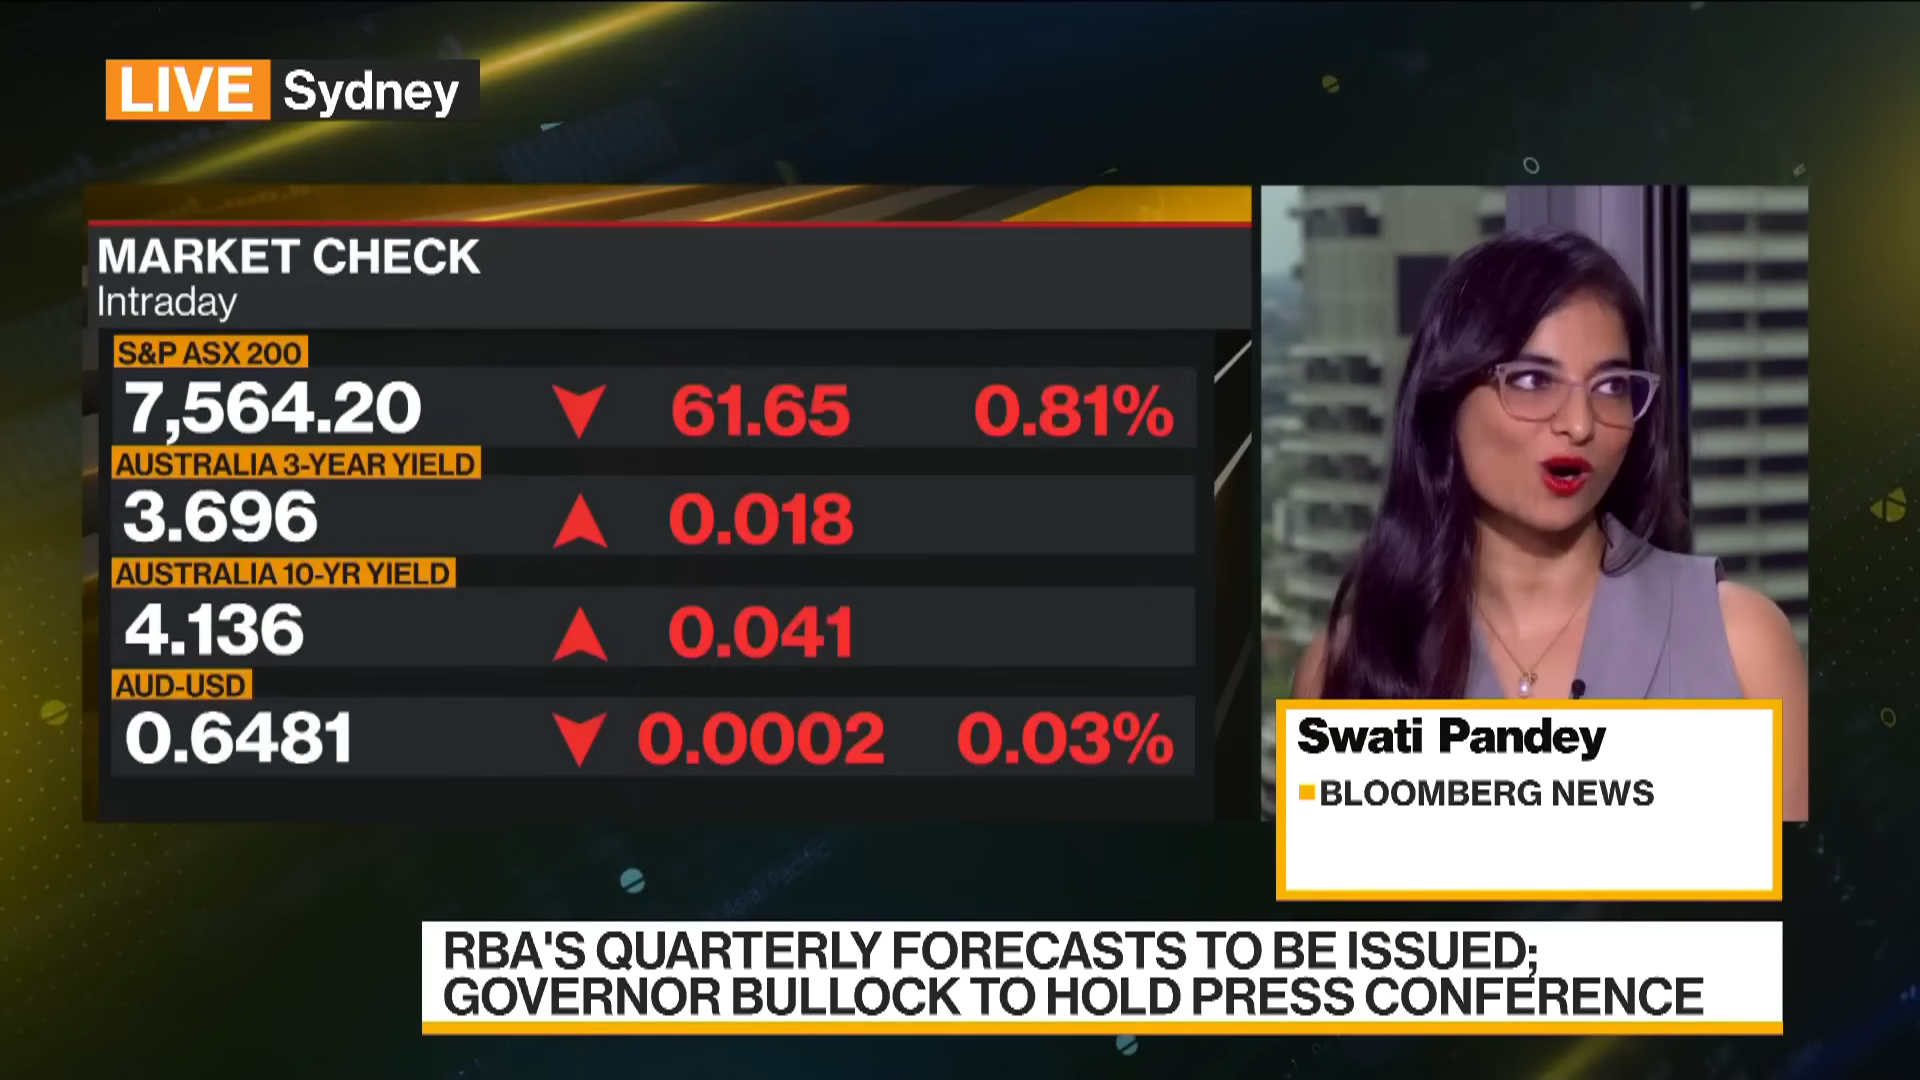 LIVE Sydney
MARKET CHECK
Intraday
S&P ASX 200
7,564.20 61.65 0.81%
AUSTRALIA 3-YEAR YIELD
3.696 0.018
AUSTRALIA 10-YR YIELD
4.136 0.041
AUD-USD
0.6481 0.0002 0.03%
Swati Pandey
BLOOMBERG NEWS
Asia/Pacific
RBA'S QUARTERLY FORECASTS TO BE ISSUED;
GOVERNOR BULLOCK TO HOLD PRESS CONFERENCE